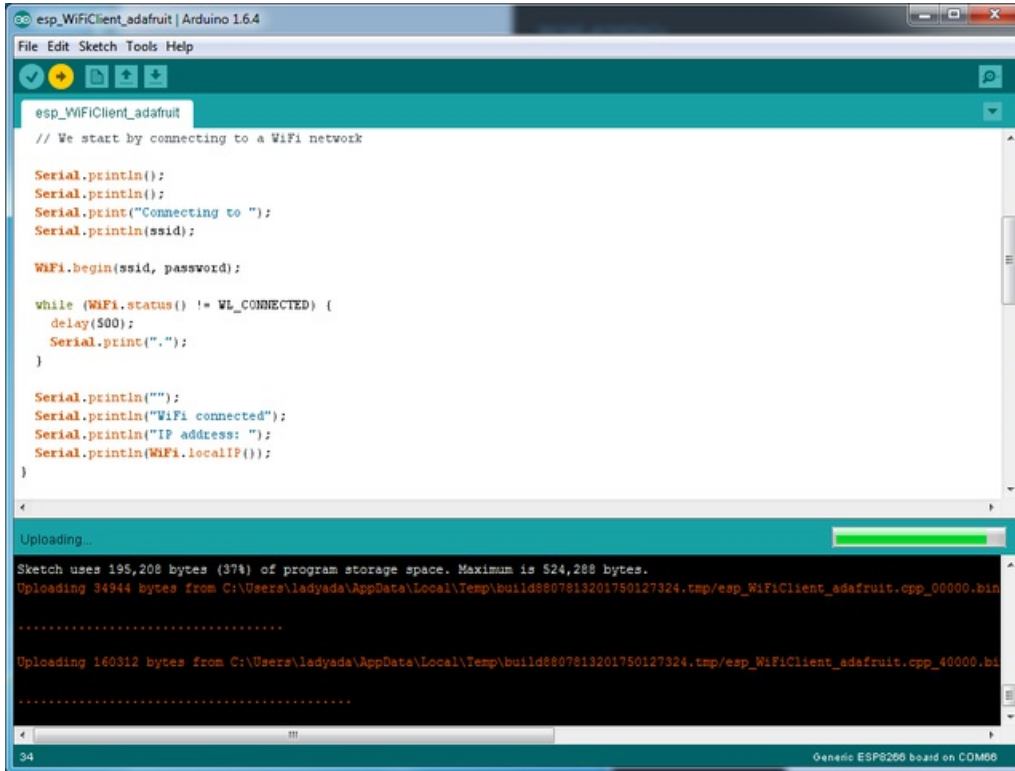 esp_WiFiClient_adafruit | Arduino 1.6.4
File Edit Sketch Tools Help
esp_WiFiClient_adafruit
// We start by connecting to a WiFi network
Serial.println();
Serial.println();
Serial.print("Connecting to ");
Serial.println(ssid);
WiFi.begin(ssid, password);
while (WiFi.status() != WL_CONNECTED) {
delay(500);
Serial.print(".");
}
Serial.println("");
Serial.println("WiFi connected");
Serial.println("IP address: ");
Serial.println(WiFi.localIP());
}
Uploading...
Sketch uses 195,208 bytes (37%) of program storage space. Maximum is 524,288 bytes.
Uploading 34944 bytes from C:\Users\ladyada\AppData\Local\Temp\build8807813201750127324.tmp/esp_WiFiClient_adafruit.cpp_00000.bin
...................................
Uploading 160312 bytes from C:\Users\ladyada\AppData\Local\Temp\build8807813201750127324.tmp/esp_WiFiClient_adafruit.cpp_40000.bi
............................................
34
Generic ESP8266 board on COM66